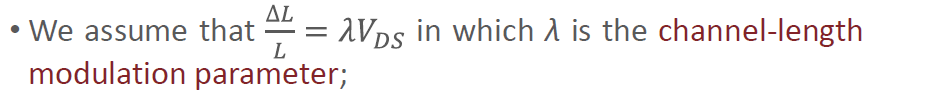 • We assume that ΔL/L = λV_DS in which λ is the channel-length
modulation parameter;